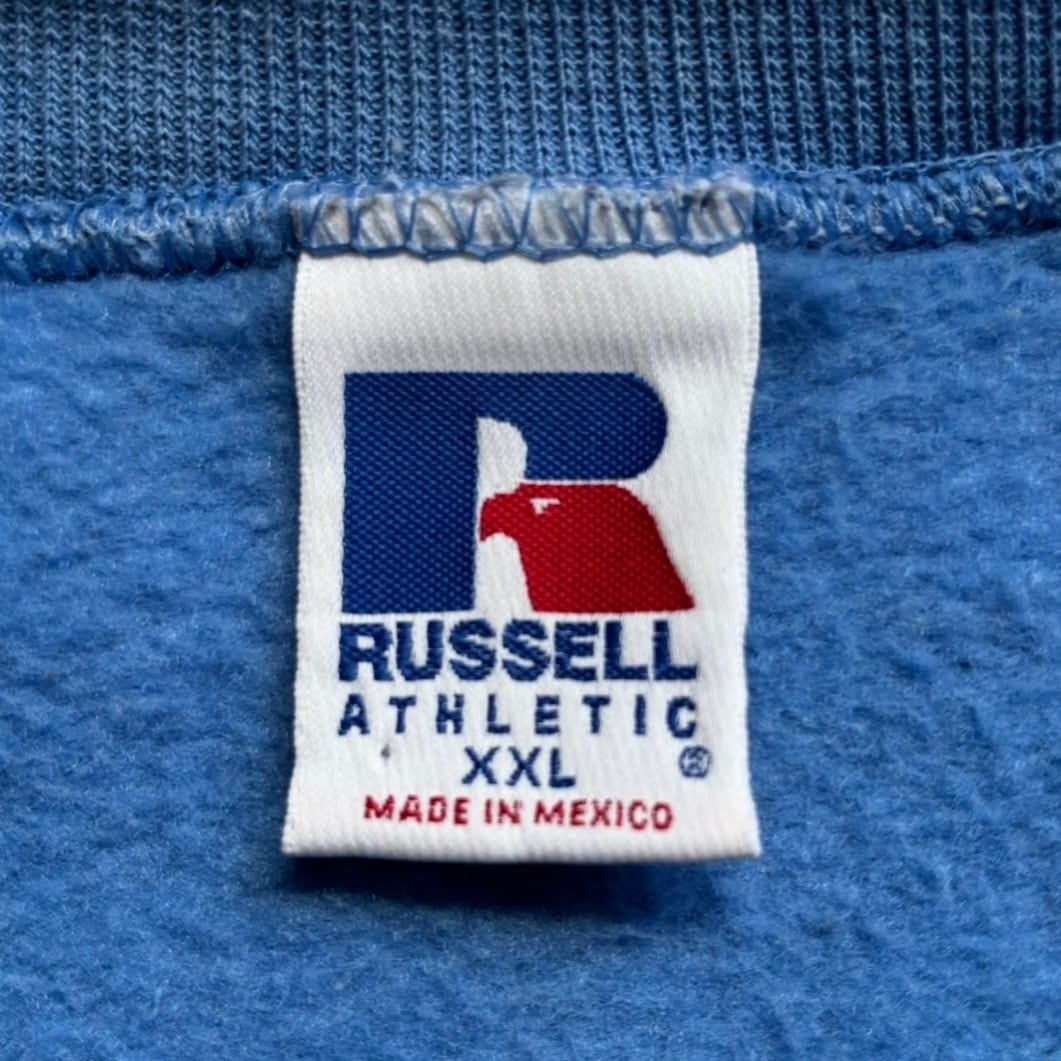 RUSSELL
ATHLETIC
XXL ®
MADE IN MEXICO